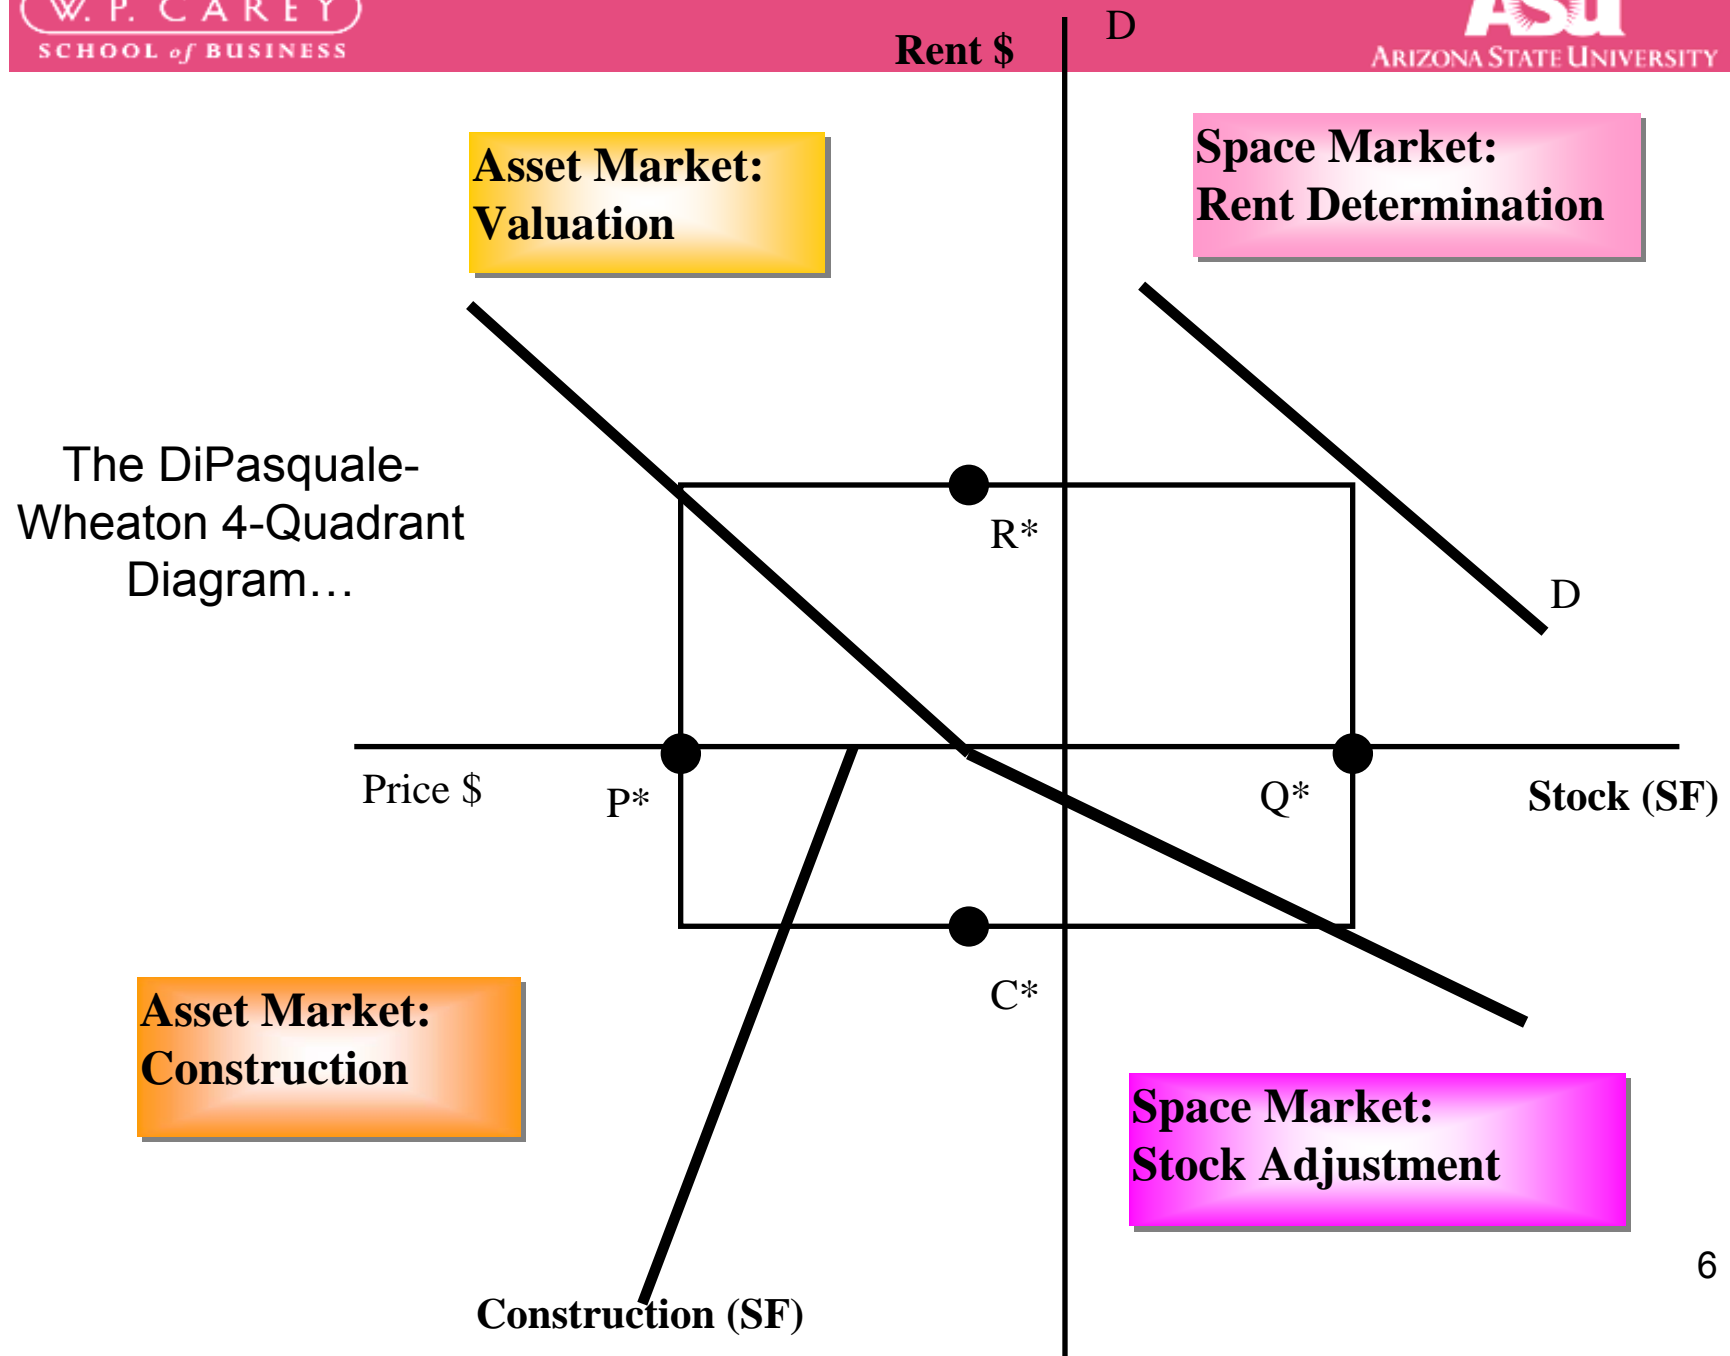 W. P. CAREY
SCHOOL of BUSINESS
Rent $
D
ASU
ARIZONA STATE UNIVERSITY
Asset Market:
Valuation
Space Market:
Rent Determination
The DiPasquale-
Wheaton 4-Quadrant
Diagram…
R*
D
Price $
P*
Q*
Stock (SF)
C*
Asset Market:
Construction
Space Market:
Stock Adjustment
6
Construction (SF)